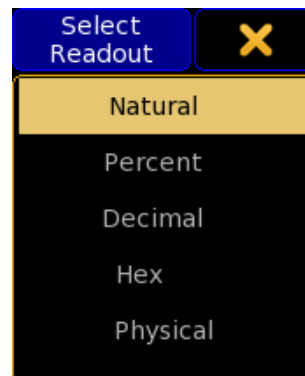 Select
Readout
Natural
Percent
Decimal
Hex
Physical